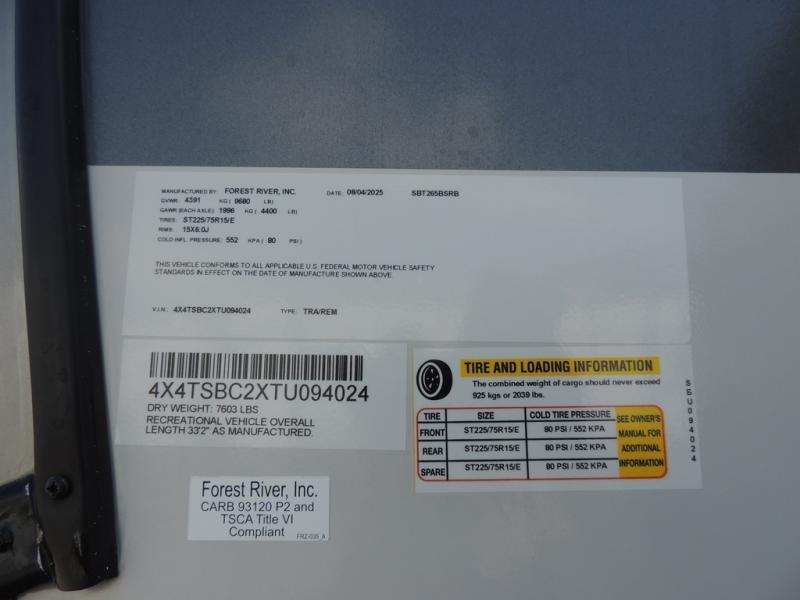 MANUFACTURED BY: FOREST RIVER, INC. DATE: 08/04/2025 SBT265BSRB
GVWR: 4391 KG ( 9680 LB)
GAWR (EACH AXLE): 1996 KG ( 4400 LB)
TIRES: ST225/75R15/E
RIMS: 15X6.0J
COLD INFL. PRESSURE: 552 KPA ( 80 PSI )
THIS VEHICLE CONFORMS TO ALL APPLICABLE U.S. FEDERAL MOTOR VEHICLE SAFETY
STANDARDS IN EFFECT ON THE DATE OF MANUFACTURE SHOWN ABOVE.
V.I.N.: 4X4TSBC2XTU094024 TYPE: TRA/REM
4X4TSBC2XTU094024
DRY WEIGHT: 7603 LBS
RECREATIONAL VEHICLE OVERALL
LENGTH 33'2" AS MANUFACTURED.
TIRE AND LOADING INFORMATION
The combined weight of cargo should never exceed
925 kgs or 2039 lbs.
TIRE SIZE COLD TIRE PRESSURE
FRONT ST225/75R15/E 80 PSI / 552 KPA
REAR ST225/75R15/E 80 PSI / 552 KPA
SPARE ST225/75R15/E 80 PSI / 552 KPA
SEE OWNER'S
MANUAL FOR
ADDITIONAL
INFORMATION
Forest River, Inc.
CARB 93120 P2 and
TSCA Title VI
Compliant
FRZ-035_A